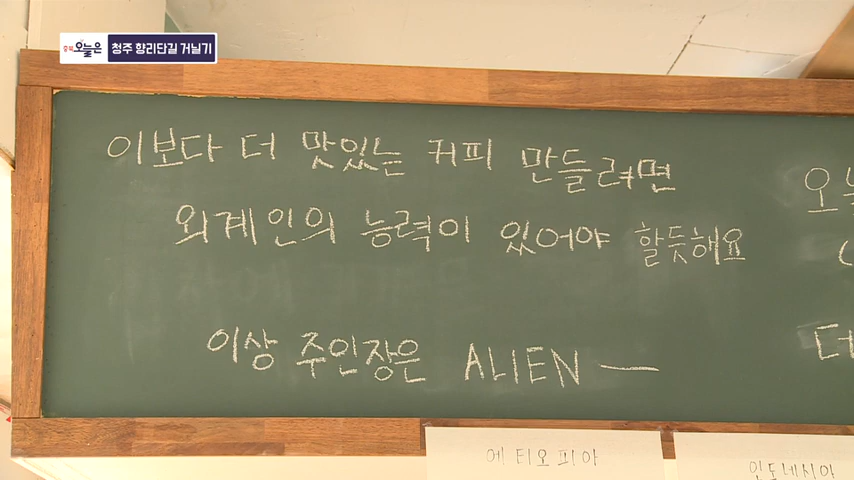 충북 오늘은 청주 향리단길 거닐기
이보다 더 맛있는 커피 만들려면
외계인의 능력이 있어야 할듯해요
이상 주인장은 ALIEN —
에티오피아
인도네시아